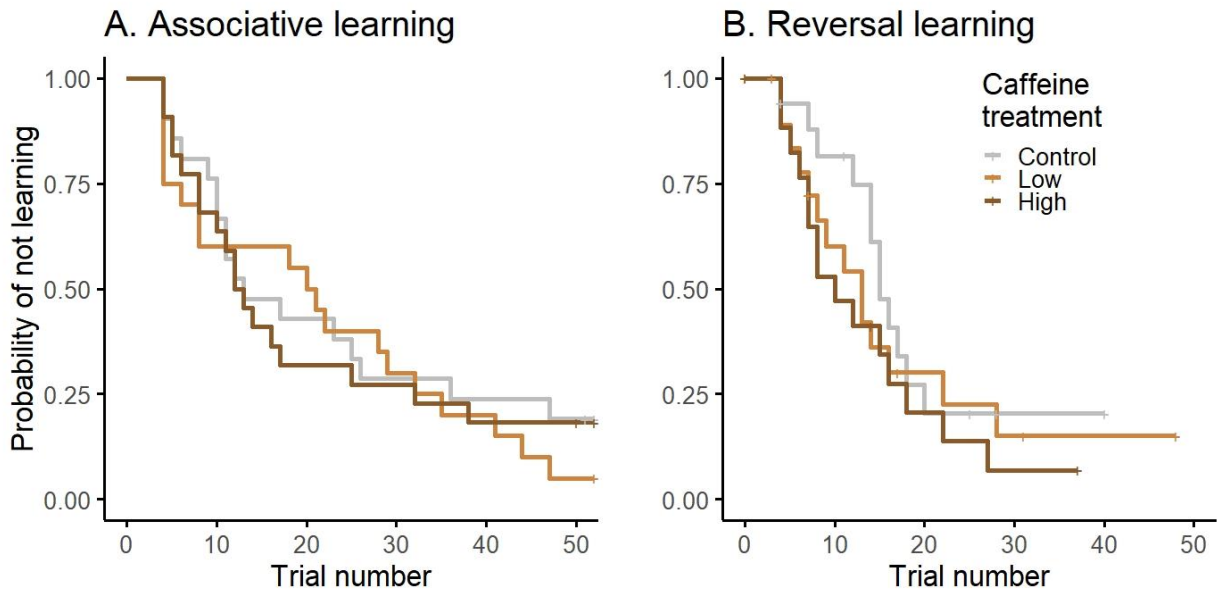 A. Associative learning
B. Reversal learning
Probability of not learning
1.00
0.75
0.50
0.25
0.00
0 10 20 30 40 50
Trial number
1.00
0.75
0.50
0.25
0.00
0 10 20 30 40 50
Trial number
Caffeine
treatment
Control
Low
High